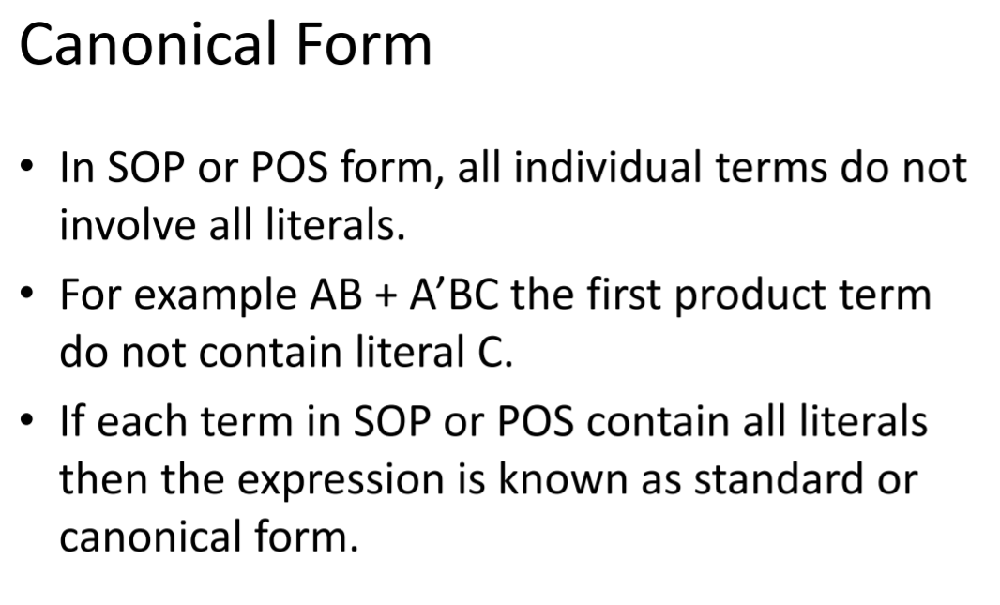 Canonical Form
• In SOP or POS form, all individual terms do not
involve all literals.
• For example AB + A′BC the first product term
do not contain literal C.
• If each term in SOP or POS contain all literals
then the expression is known as standard or
canonical form.